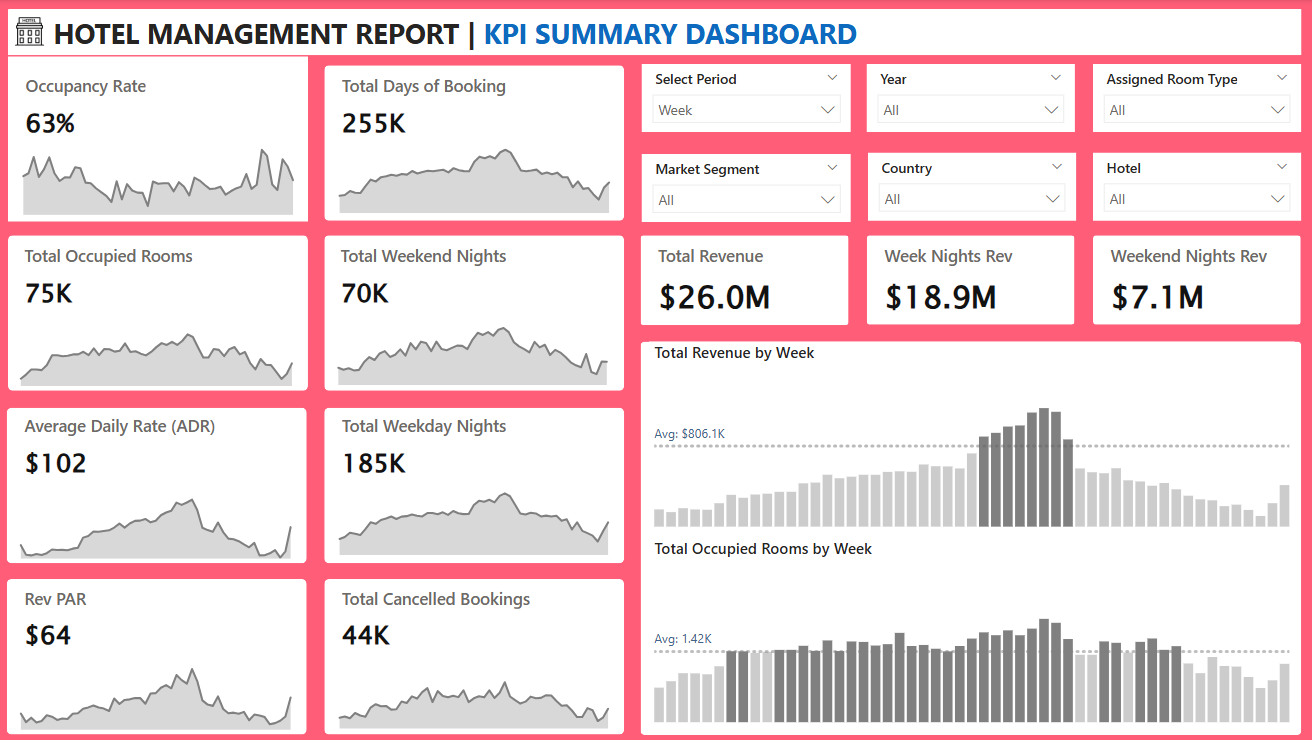 HOTEL
HOTEL MANAGEMENT REPORT | KPI SUMMARY DASHBOARD
Occupancy Rate
63%
Total Days of Booking
255K
Select Period
Week
Year
All
Assigned Room Type
All
Market Segment
All
Country
All
Hotel
All
Total Occupied Rooms
75K
Total Weekend Nights
70K
Total Revenue
$26.0M
Week Nights Rev
$18.9M
Weekend Nights Rev
$7.1M
Average Daily Rate (ADR)
$102
Total Weekday Nights
185K
Total Revenue by Week
Avg: $806.1K
Rev PAR
$64
Total Cancelled Bookings
44K
Total Occupied Rooms by Week
Avg: 1.42K